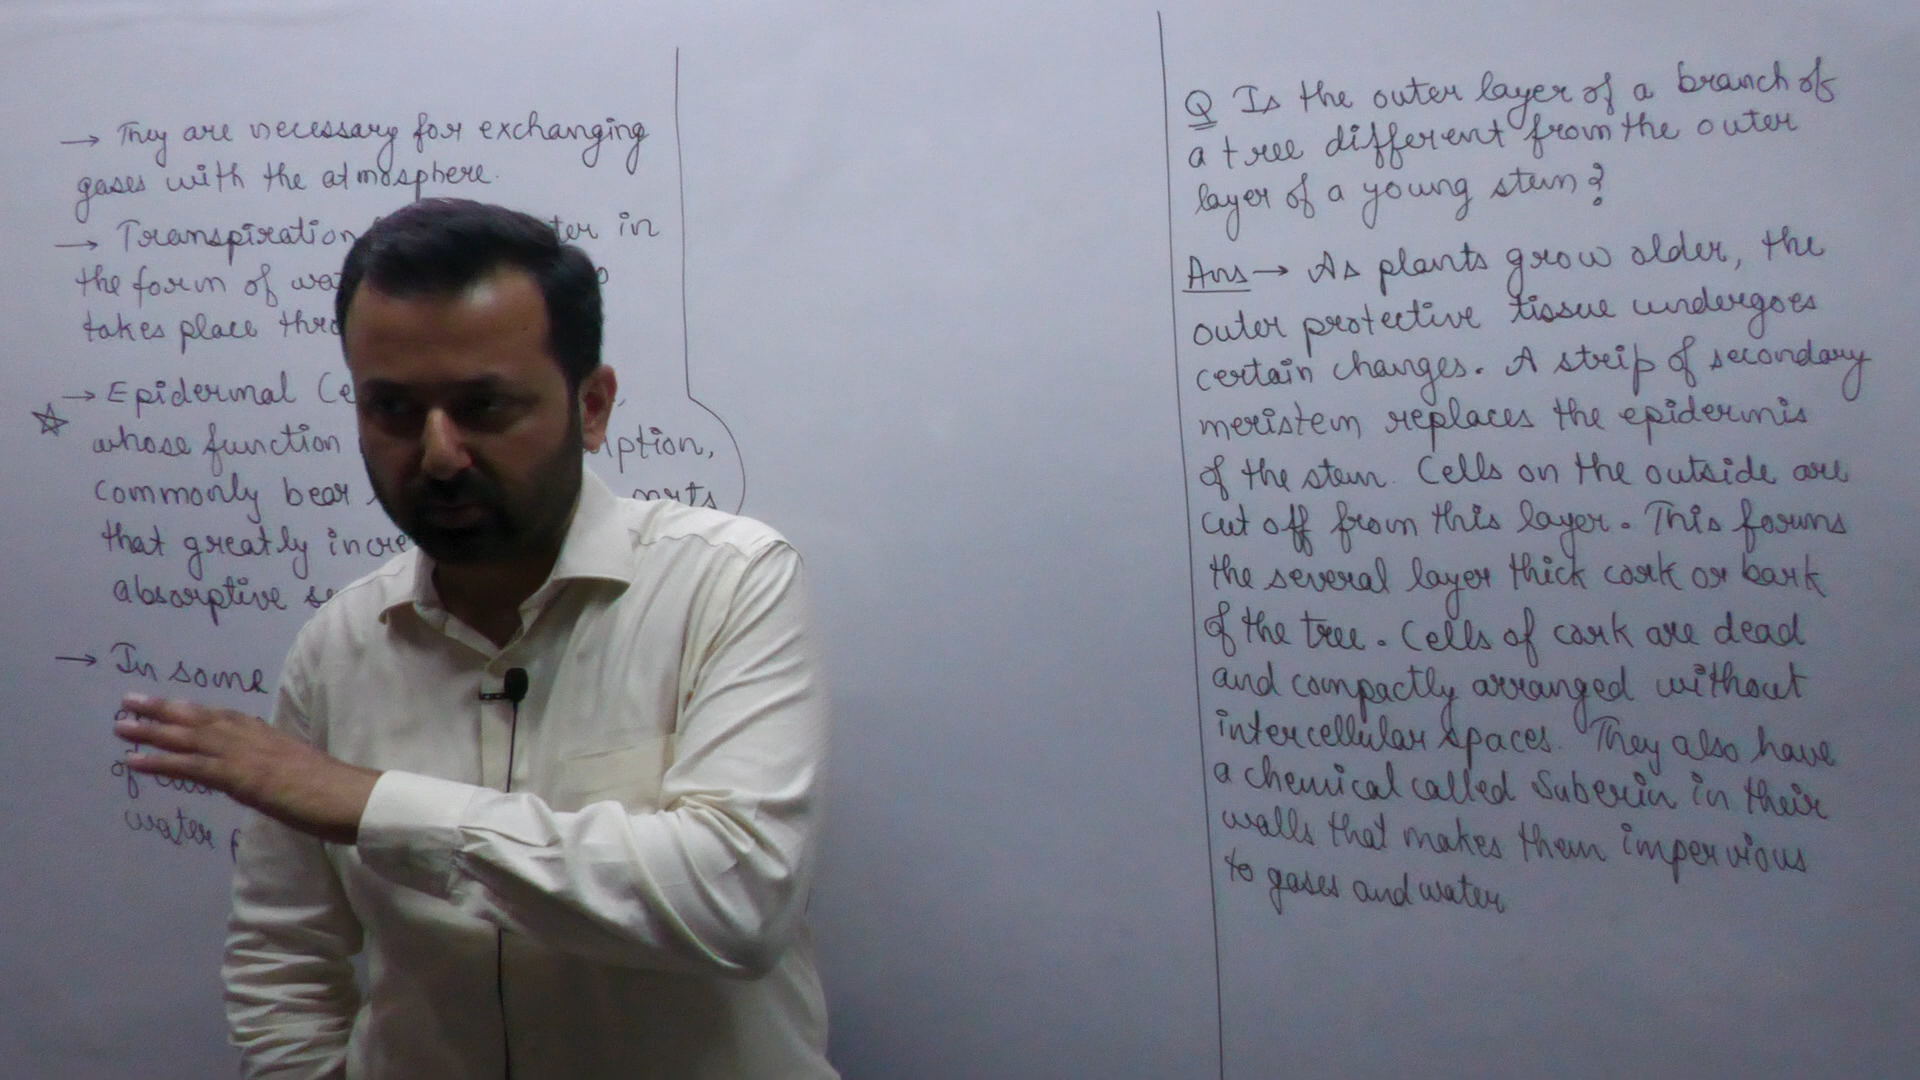 → They are necessary for exchanging
gases with the atmosphere.
→ Transpiration in
the form of
takes place
→ Epidermal
whose function
commonly bear
that greatly
absorptive
→ In some
of
water
Q Is the outer layer of a branch of
a tree different from the outer
layer of a young stem?
Ans → As plants grow older, the
outer protective tissue undergoes
certain changes. A strip of secondary
meristem replaces the epidermis
of the stem. Cells on the outside are
cut off from this layer. This forms
the several layer thick cork or bark
of the tree. Cells of cork are dead
and compactly arranged without
intercellular spaces. They also have
a chemical called Suberin in their
walls that makes them impervious
to gases and water